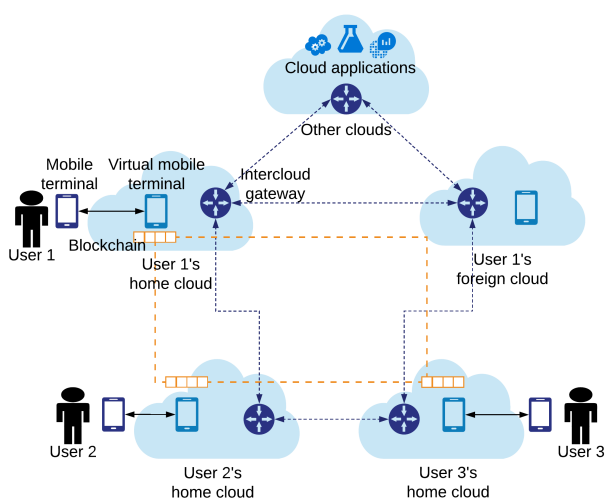 Cloud applications
Other clouds
Mobile
terminal
Virtual mobile
terminal
Intercloud
gateway
User 1
Blockchain
User 1's
home cloud
User 1's
foreign cloud
User 2
User 3
User 2's
home cloud
User 3's
home cloud